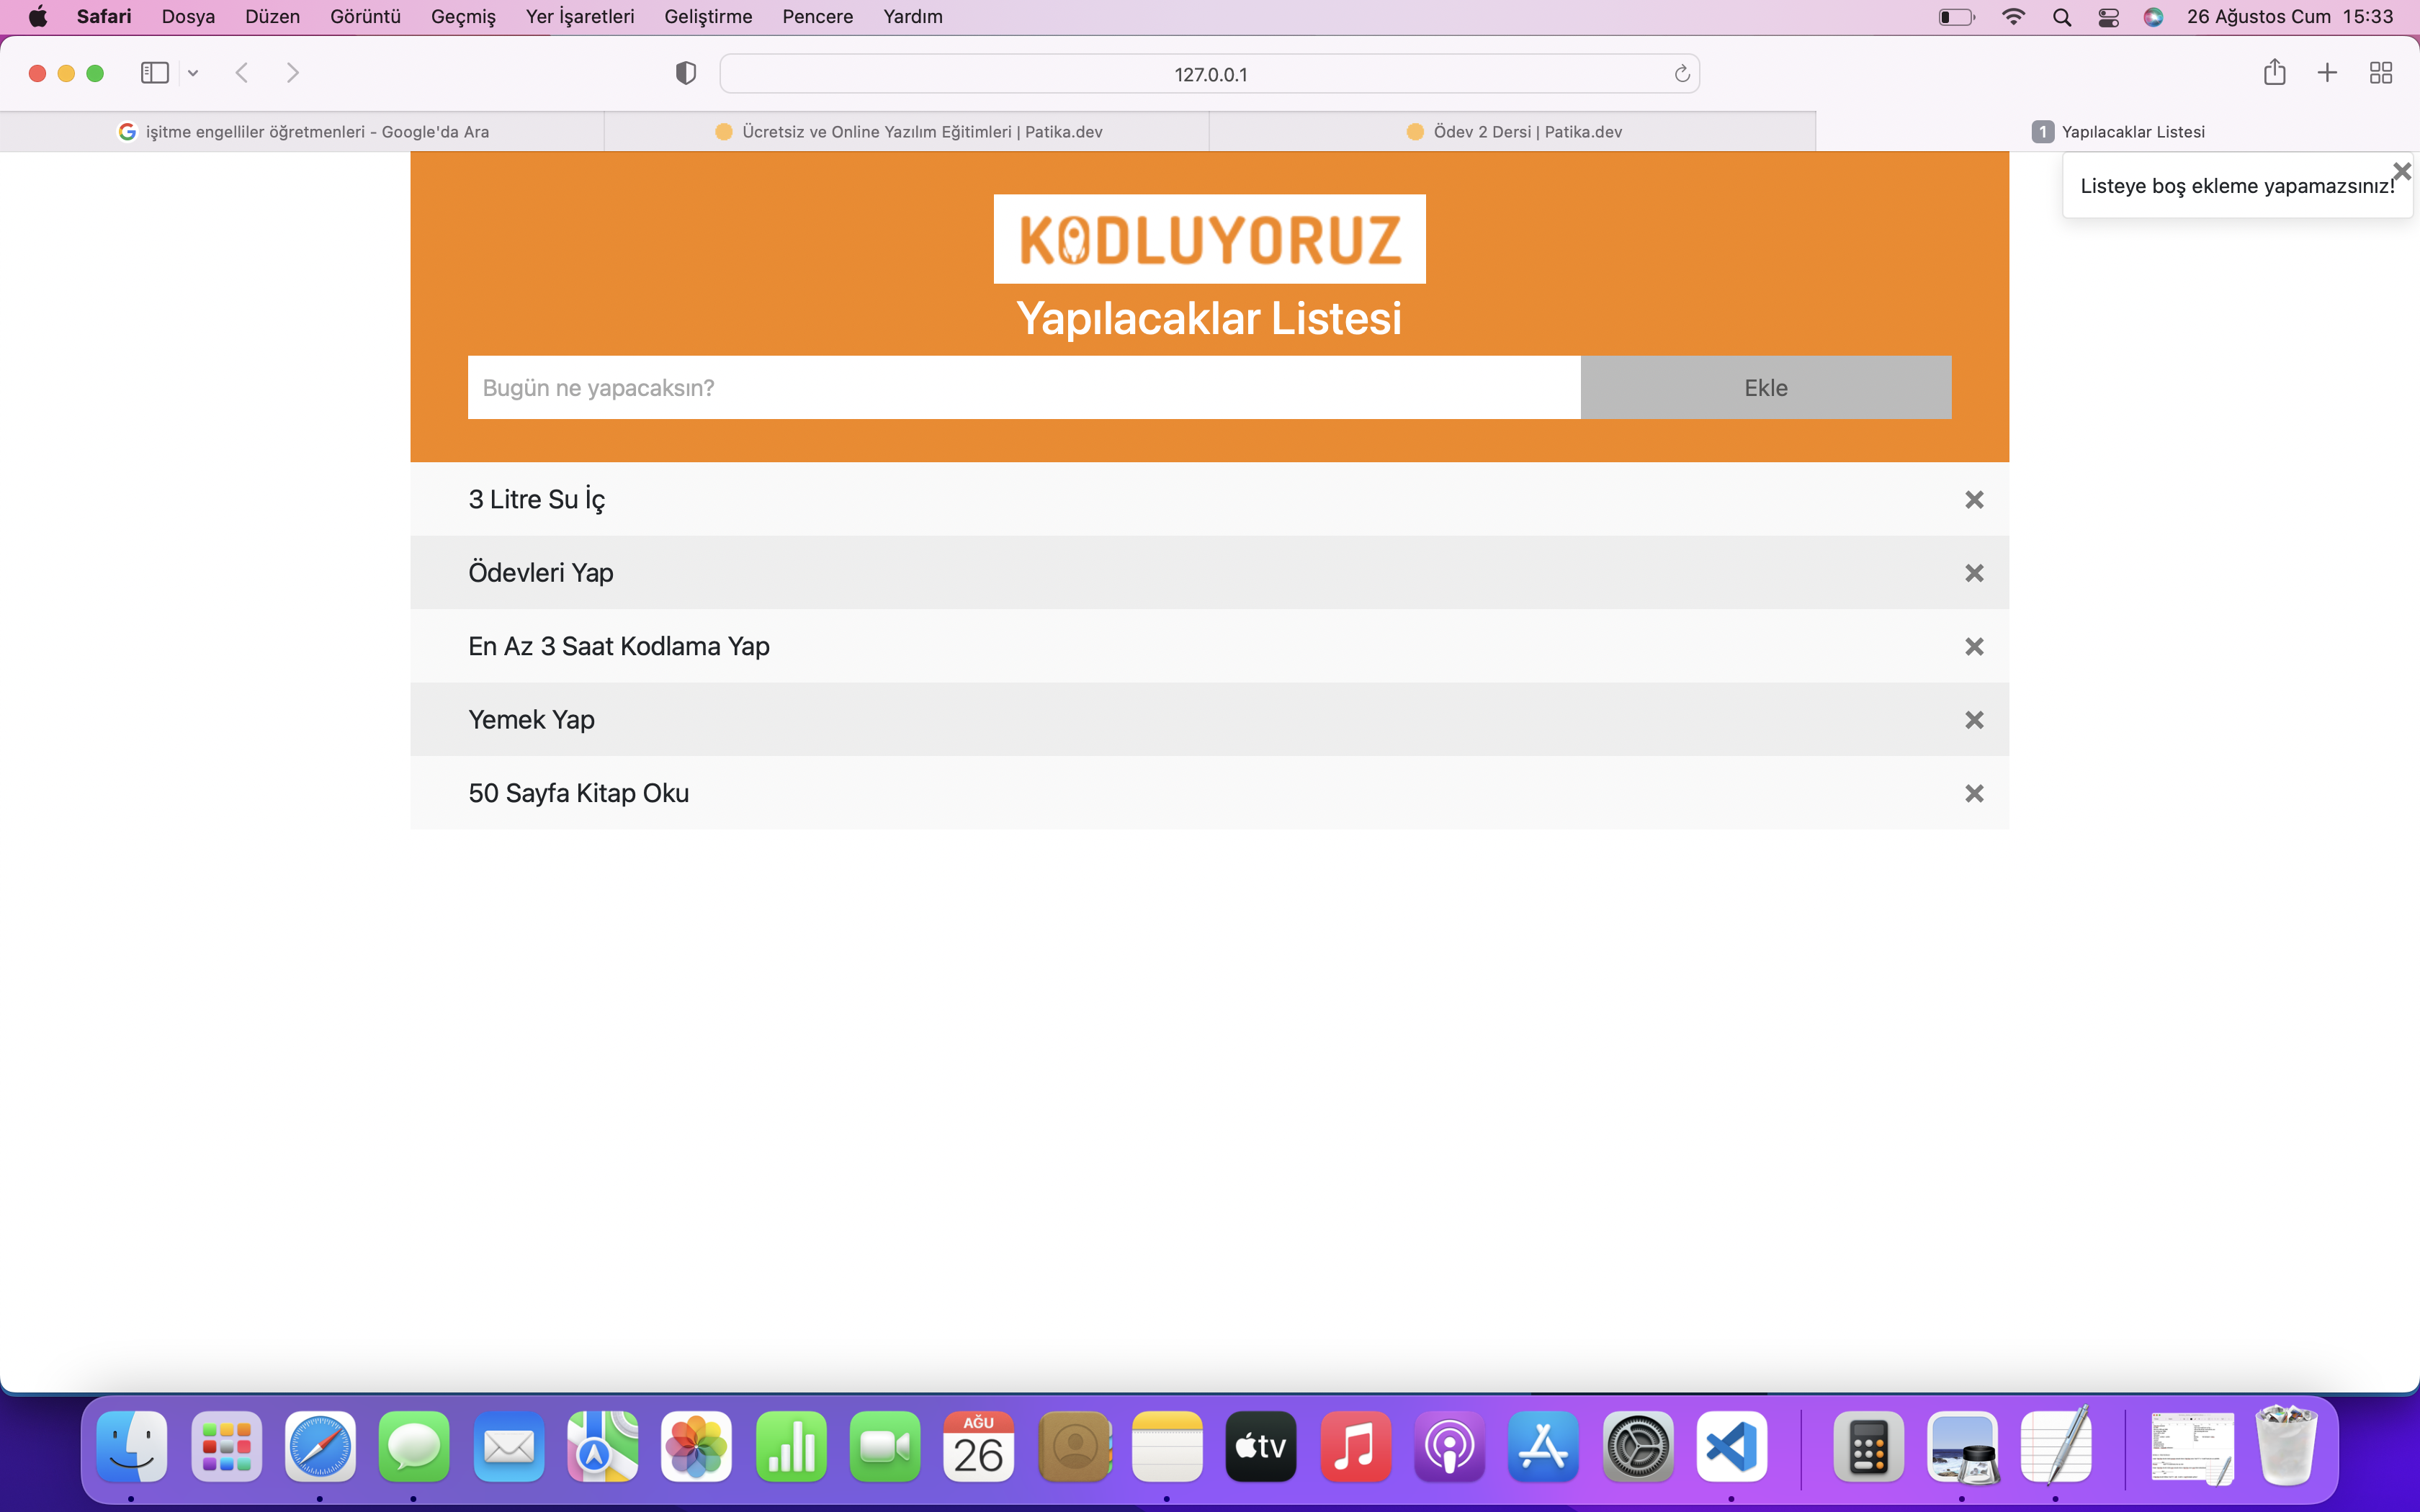 Safari Dosya Düzen Görüntü Geçmiş Yer İşaretleri Geliştirme Pencere Yardım 26 Ağustos Cum 15:33
127.0.0.1
işitme engelliler öğretmenleri - Google'da Ara
Ücretsiz ve Online Yazılım Eğitimleri | Patika.dev
Ödev 2 Dersi | Patika.dev
1 Yapılacaklar Listesi
Listeye boş ekleme yapamazsınız!
KODLUYORUZ
Yapılacaklar Listesi
Bugün ne yapacaksın?
Ekle
3 Litre Su İç
Ödevleri Yap
En Az 3 Saat Kodlama Yap
Yemek Yap
50 Sayfa Kitap Oku
AĞU
26
tv